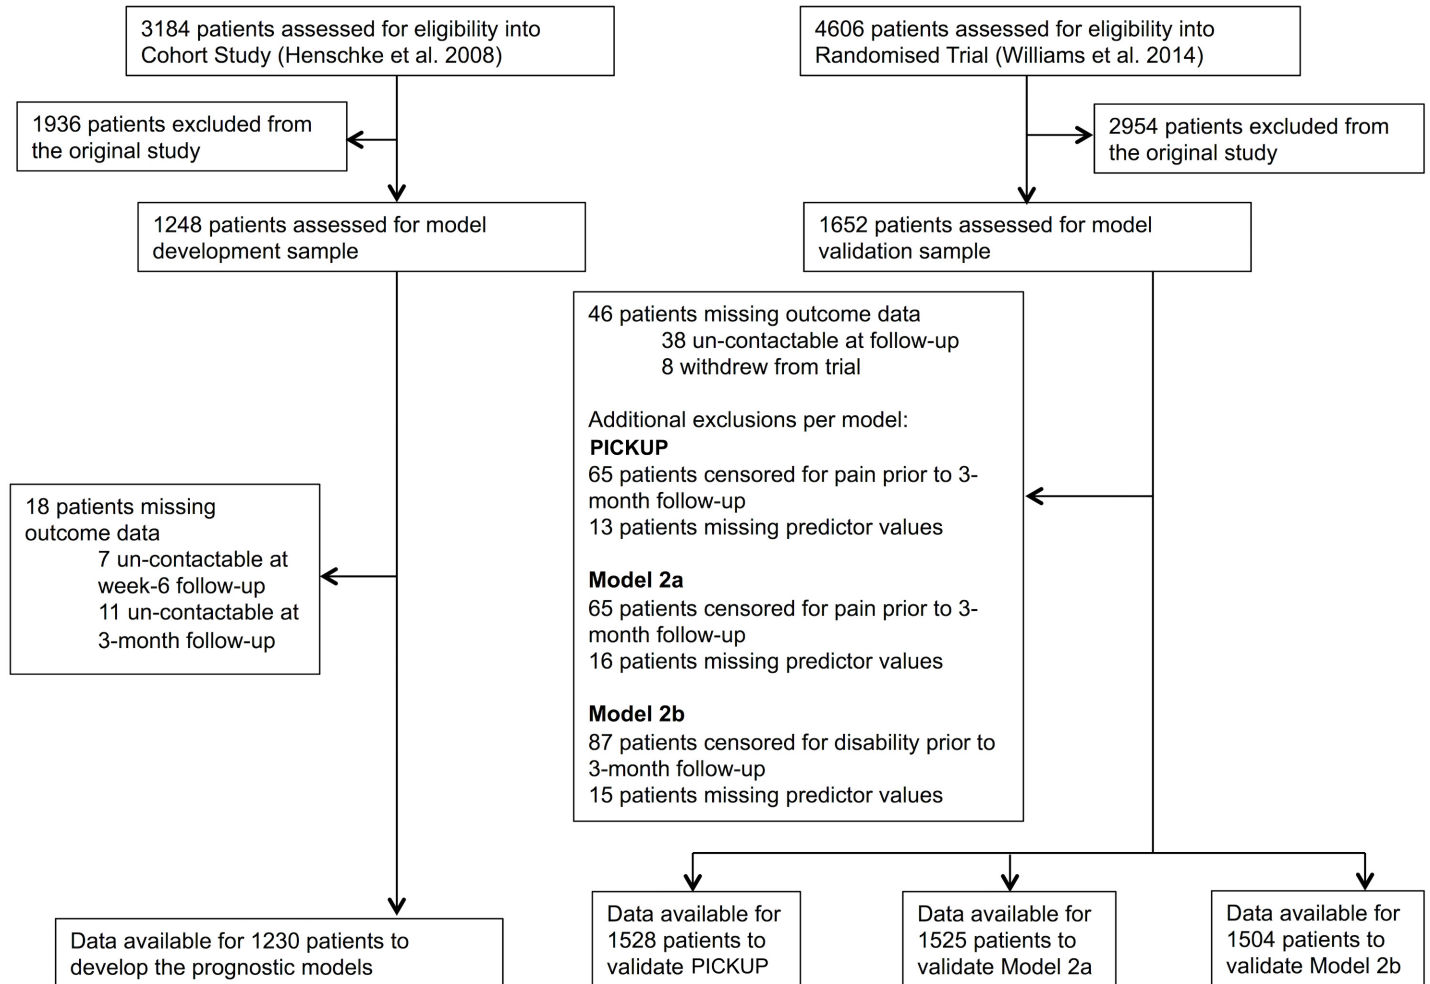 3184 patients assessed for eligibility into
Cohort Study (Henschke et al. 2008)
4606 patients assessed for eligibility into
Randomised Trial (Williams et al. 2014)
1936 patients excluded from
the original study
2954 patients excluded from
the original study
1248 patients assessed for model
development sample
1652 patients assessed for model
validation sample
46 patients missing outcome data
38 un-contactable at follow-up
8 withdrew from trial
Additional exclusions per model:
PICKUP
65 patients censored for pain prior to 3-
month follow-up
13 patients missing predictor values
Model 2a
65 patients censored for pain prior to 3-
month follow-up
16 patients missing predictor values
Model 2b
87 patients censored for disability prior to
3-month follow-up
15 patients missing predictor values
18 patients missing
outcome data
7 un-contactable at
week-6 follow-up
11 un-contactable at
3-month follow-up
Data available for 1230 patients to
develop the prognostic models
Data available for
1528 patients to
validate PICKUP
Data available for
1525 patients to
validate Model 2a
Data available for
1504 patients to
validate Model 2b